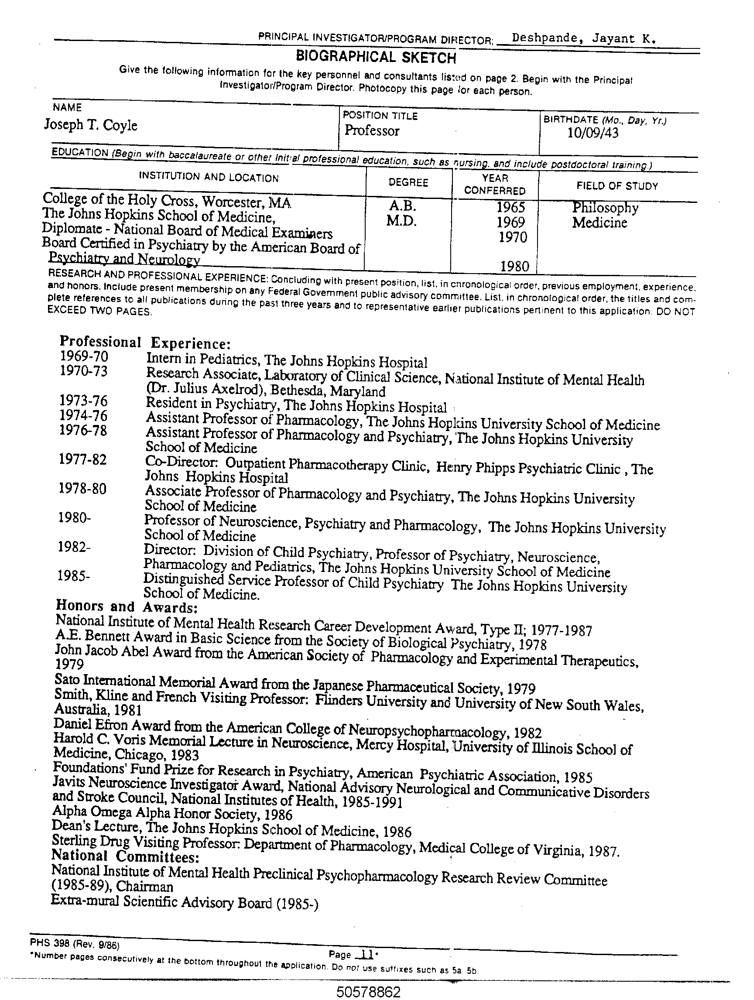 PRINCIPAL INVESTIGATOR/PROGRAM DIRECTOR: Deshpande, Jayant K.
BIOGRAPHICAL SKETCH
Give the following information for the key personnel and consultants listed on page 2. Begin with the Principal
Investigator/Program Director. Photocopy this page for each person.
NAME
POSITION TITLE
BIRTHDATE (Mo., Day, Yr.)
Joseph T. Coyle
Professor
10/09/43
EDUCATION (Begin with baccalaureate or other initial professional education, such as nursing, and include postdoctoral training.)
INSTITUTION AND LOCATION
DEGREE
YEAR CONFERRED
FIELD OF STUDY
College of the Holy Cross, Worcester, MA A.B. 1965 Philosophy
The Johns Hopkins School of Medicine, M.D. 1969 Medicine
Diplomate - National Board of Medical Examiners 1970
Board Certified in Psychiatry by the American Board of
Psychiatry and Neurology 1980
RESEARCH AND PROFESSIONAL EXPERIENCE: Concluding with present position, list, in chronological order, previous employment, experience,
and honors. Include present membership on any Federal Government public advisory committee. List, in chronological order, the titles and com-
plete references to all publications during the past three years and to representative earlier publications pertinent to this application. DO NOT
EXCEED TWO PAGES.
Professional Experience:
1969-70 Intern in Pediatrics, The Johns Hopkins Hospital
1970-73 Research Associate, Laboratory of Clinical Science, National Institute of Mental Health
(Dr. Julius Axelrod), Bethesda, Maryland
1973-76 Resident in Psychiatry, The Johns Hopkins Hospital
1974-76 Assistant Professor of Pharmacology, The Johns Hopkins University School of Medicine
1976-78 Assistant Professor of Pharmacology and Psychiatry, The Johns Hopkins University
School of Medicine
1977-82 Co-Director: Outpatient Pharmacotherapy Clinic, Henry Phipps Psychiatric Clinic , The
Johns Hopkins Hospital
1978-80 Associate Professor of Pharmacology and Psychiatry, The Johns Hopkins University
School of Medicine
1980- Professor of Neuroscience, Psychiatry and Pharmacology, The Johns Hopkins University
School of Medicine
1982- Director: Division of Child Psychiatry, Professor of Psychiatry, Neuroscience,
Pharmacology and Pediatrics, The Johns Hopkins University School of Medicine
1985- Distinguished Service Professor of Child Psychiatry The Johns Hopkins University
School of Medicine.
Honors and Awards:
National Institute of Mental Health Research Career Development Award, Type II; 1977-1987
A.E. Bennett Award in Basic Science from the Society of Biological Psychiatry, 1978
John Jacob Abel Award from the American Society of Pharmacology and Experimental Therapeutics,
1979
Sato International Memorial Award from the Japanese Pharmaceutical Society, 1979
Smith, Kline and French Visiting Professor: Flinders University and University of New South Wales,
Australia, 1981
Daniel Efron Award from the American College of Neuropsychopharmacology, 1982
Harold C. Voris Memorial Lecture in Neuroscience, Mercy Hospital, University of Illinois School of
Medicine, Chicago, 1983
Foundations' Fund Prize for Research in Psychiatry, American Psychiatric Association, 1985
Javits Neuroscience Investigator Award, National Advisory Neurological and Communicative Disorders
and Stroke Council, National Institutes of Health, 1985-1991
Alpha Omega Alpha Honor Society, 1986
Dean's Lecture, The Johns Hopkins School of Medicine, 1986
Sterling Drug Visiting Professor: Department of Pharmacology, Medical College of Virginia, 1987.
National Committees:
National Institute of Mental Health Preclinical Psychopharmacology Research Review Committee
(1985-89), Chairman
Extra-mural Scientific Advisory Board (1985-)
PHS 398 (Rev. 9/86)
Page 11*
*Number pages consecutively at the bottom throughout the application. Do not use suffixes such as 5a, 5b.
50578862